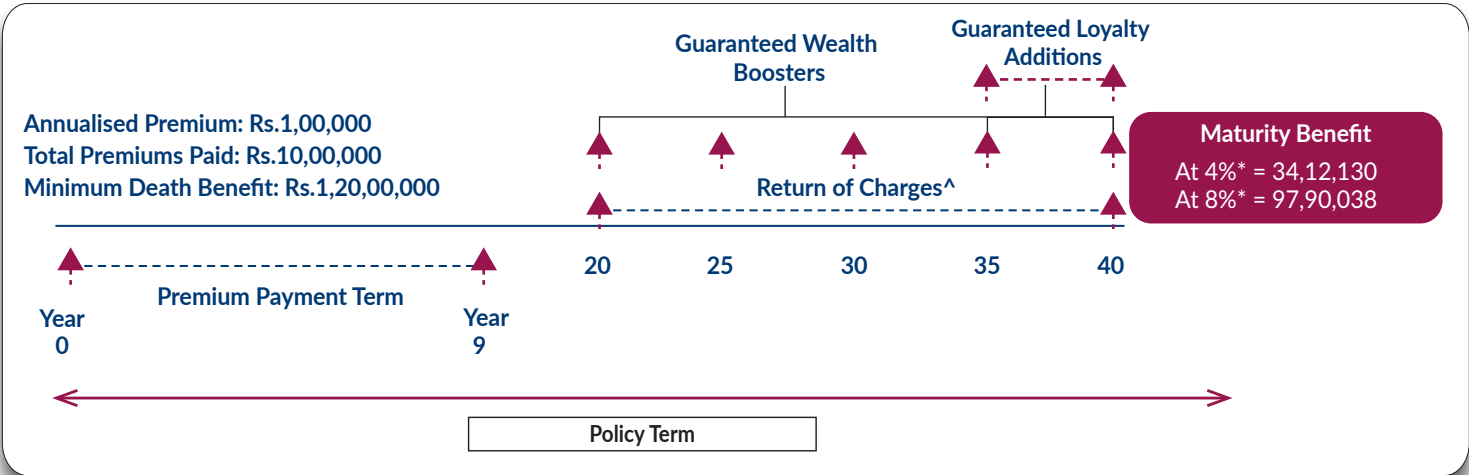 Guaranteed Wealth
Boosters
Guaranteed Loyalty
Additions
Annualised Premium: Rs.1,00,000
Total Premiums Paid: Rs.10,00,000
Minimum Death Benefit: Rs.1,20,00,000
Return of Charges^
Maturity Benefit
At 4%* = 34,12,130
At 8%* = 97,90,038
20 25 30 35 40
Premium Payment Term
Year
0
Year
9
Policy Term